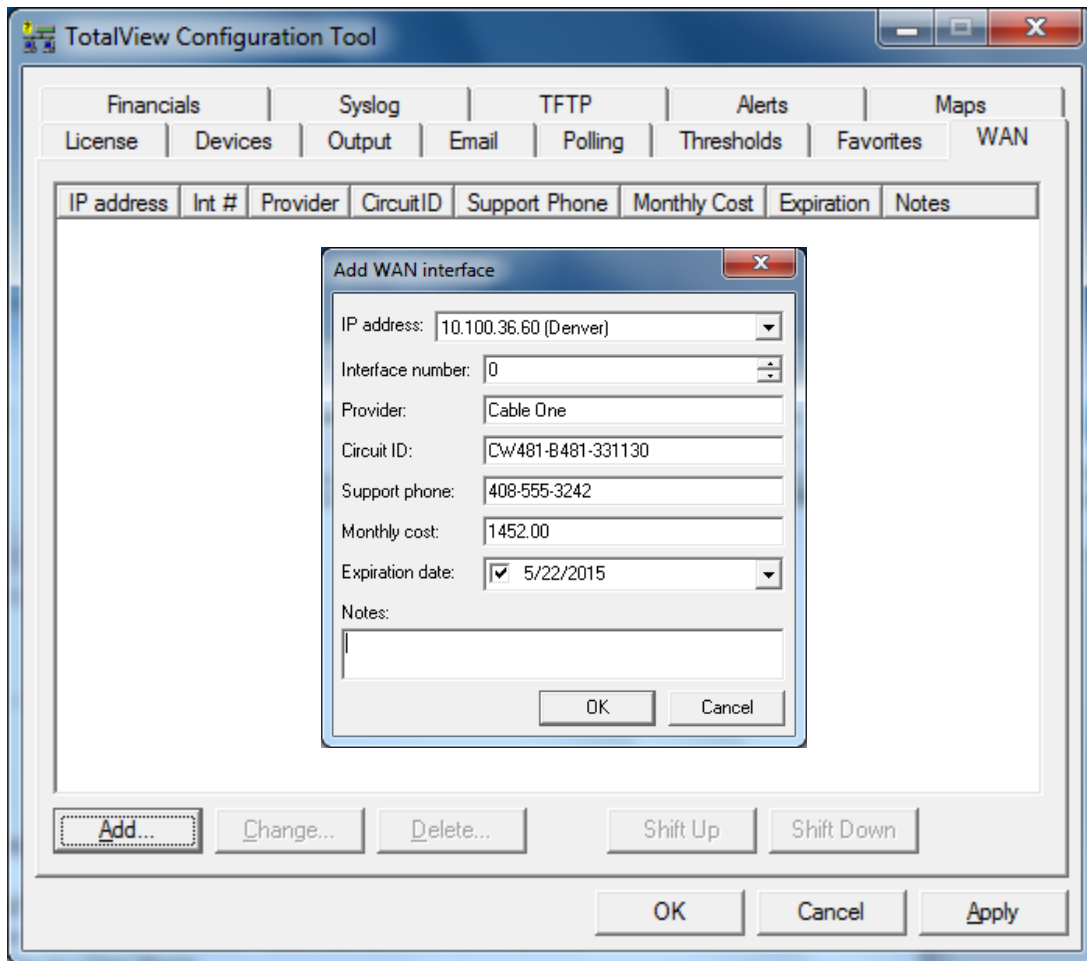 TotalView Configuration Tool
Financials Syslog TFTP Alerts Maps
License Devices Output Email Polling Thresholds Favorites WAN
IP address Int # Provider CircuitID Support Phone Monthly Cost Expiration Notes
Add WAN interface
IP address: 10.100.36.60 (Denver)
Interface number: 0
Provider: Cable One
Circuit ID: CW481-B481-331130
Support phone: 408-555-3242
Monthly cost: 1452.00
Expiration date: 5/22/2015
Notes:
OK Cancel
Add... Change... Delete... Shift Up Shift Down
OK Cancel Apply